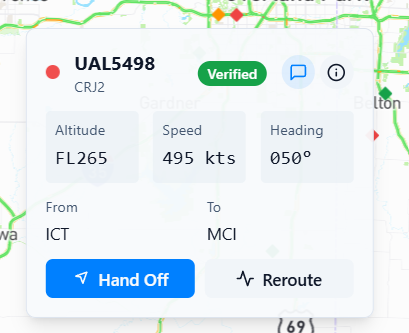 UAL5498
CRJ2
Verified
Gardner
Belton
Altitude
Speed
Heading
FL265
495 kts
050°
From
To
ICT
MCI
wa
Hand Off
Reroute
69